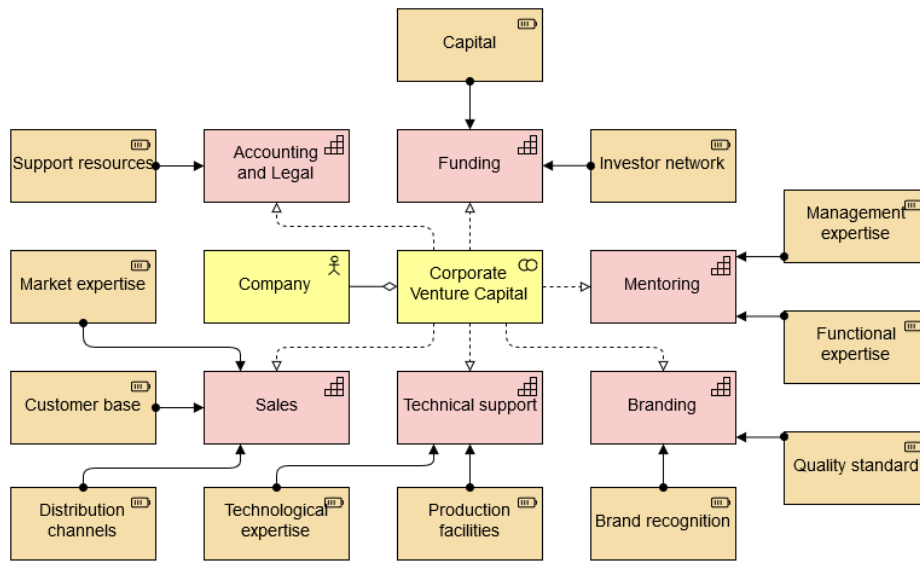 Capital
Support resources
Accounting
and Legal
Funding
Investor network
Management
expertise
Market expertise
Company
Corporate
Venture Capital
Mentoring
Functional
expertise
Customer base
Sales
Technical support
Branding
Quality standard
Distribution
channels
Technological
expertise
Production
facilities
Brand recognition